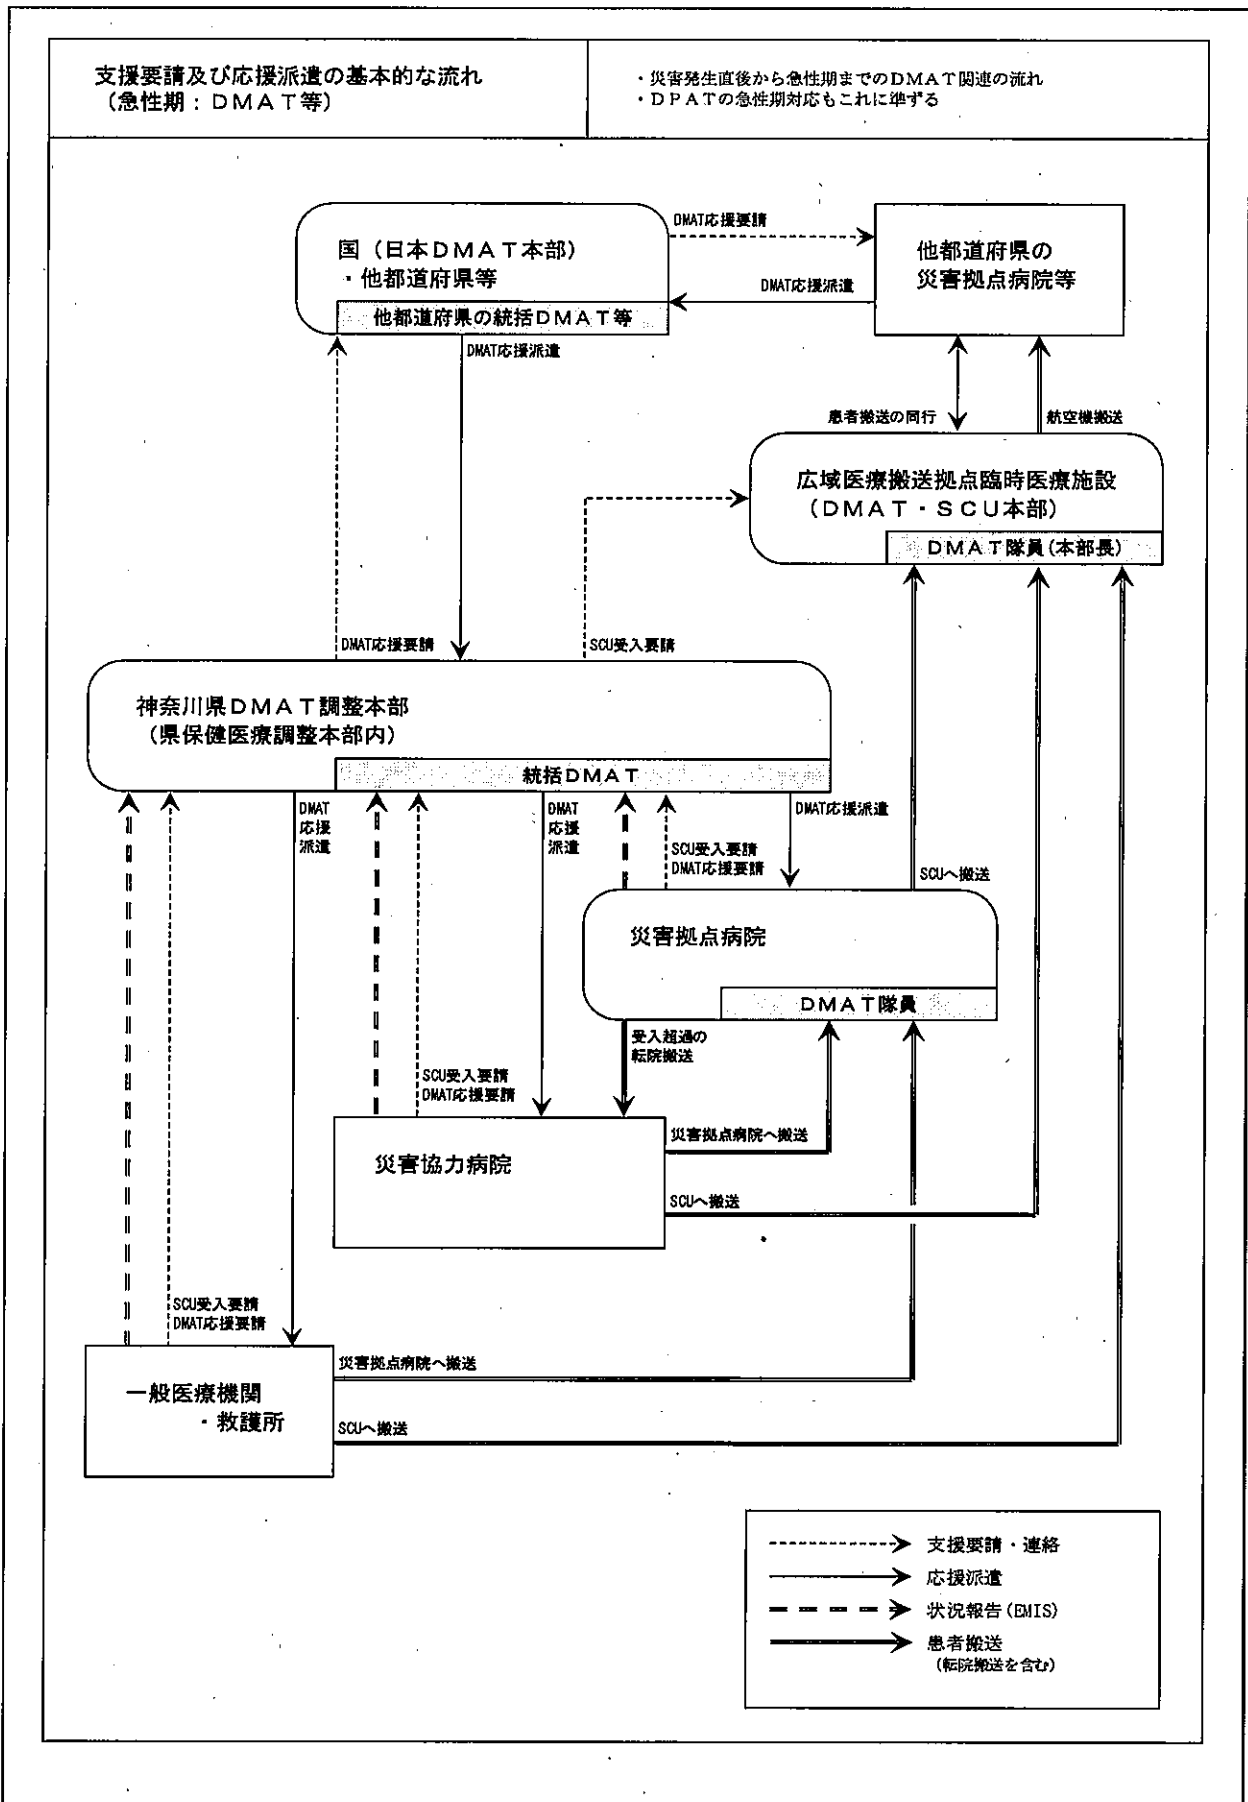 支援要請及び応援派遣の基本的な流れ
（急性期：DMAT等）
・災害発生直後から急性期までのDMAT関連の流れ
・DPATの急性期対応もこれに準ずる
国（日本DMAT本部）
・他都道府県等
他都道府県の統括DMAT等
DMAT応援要請
DMAT応援派遣
他都道府県の
災害拠点病院等
DMAT応援派遣
患者搬送の同行
航空機搬送
広域医療搬送拠点臨時医療施設
（DMAT・SCU本部）
DMAT隊員(本部長)
DMAT応援要請
SCU受入要請
神奈川県DMAT調整本部
（県保健医療調整本部内）
統括DMAT
DMAT
応援
派遣
DMAT
応援
派遣
DMAT応援派遣
SCU受入要請
DMAT応援要請
SCUへ搬送
災害拠点病院
DMAT隊員
受入超過の
転院搬送
SCU受入要請
DMAT応援要請
災害協力病院
災害拠点病院へ搬送
SCUへ搬送
SCU受入要請
DMAT応援要請
一般医療機関
・救護所
災害拠点病院へ搬送
SCUへ搬送
支援要請・連絡
応援派遣
状況報告(EMIS)
患者搬送
(転院搬送を含む)